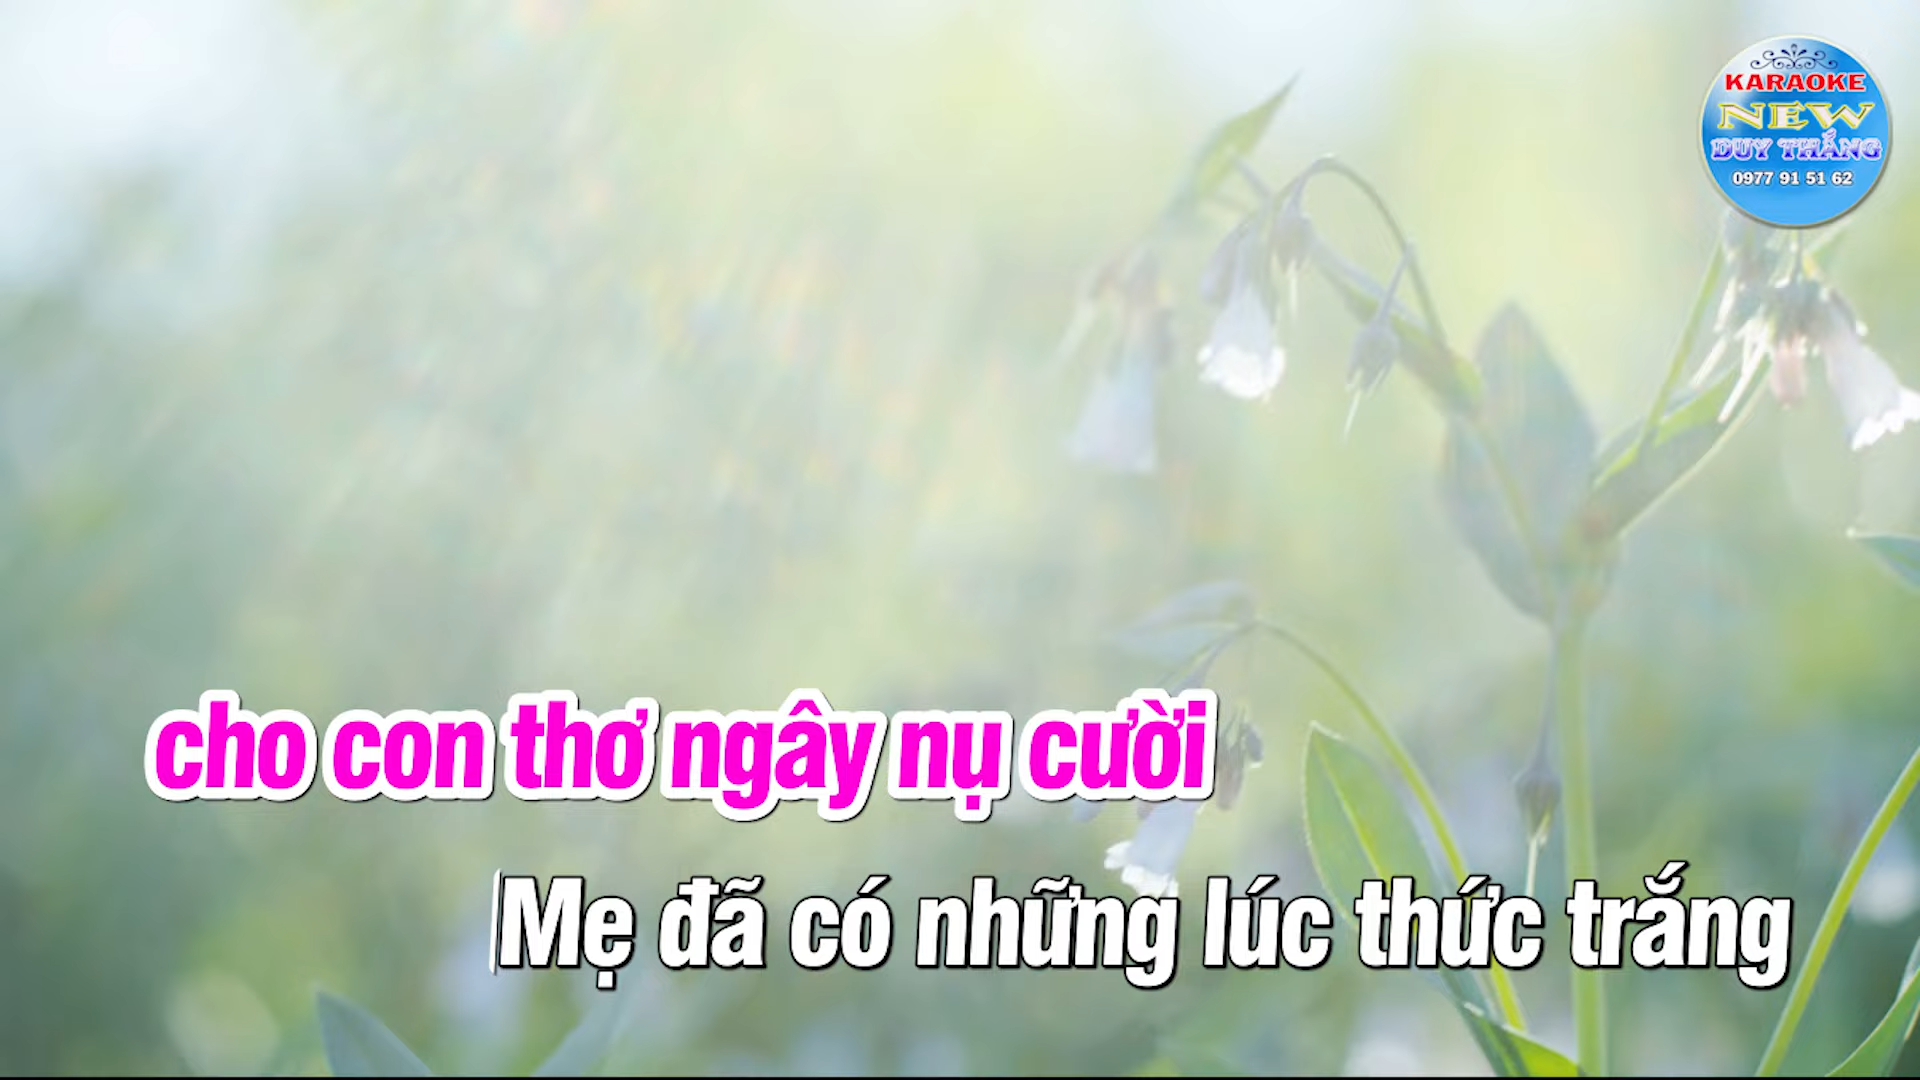 KARAOKE
NEW
DUY THẮNG
0977 91 51 62
cho con thơ ngây nụ cười
Mẹ đã có những lúc thức trắng